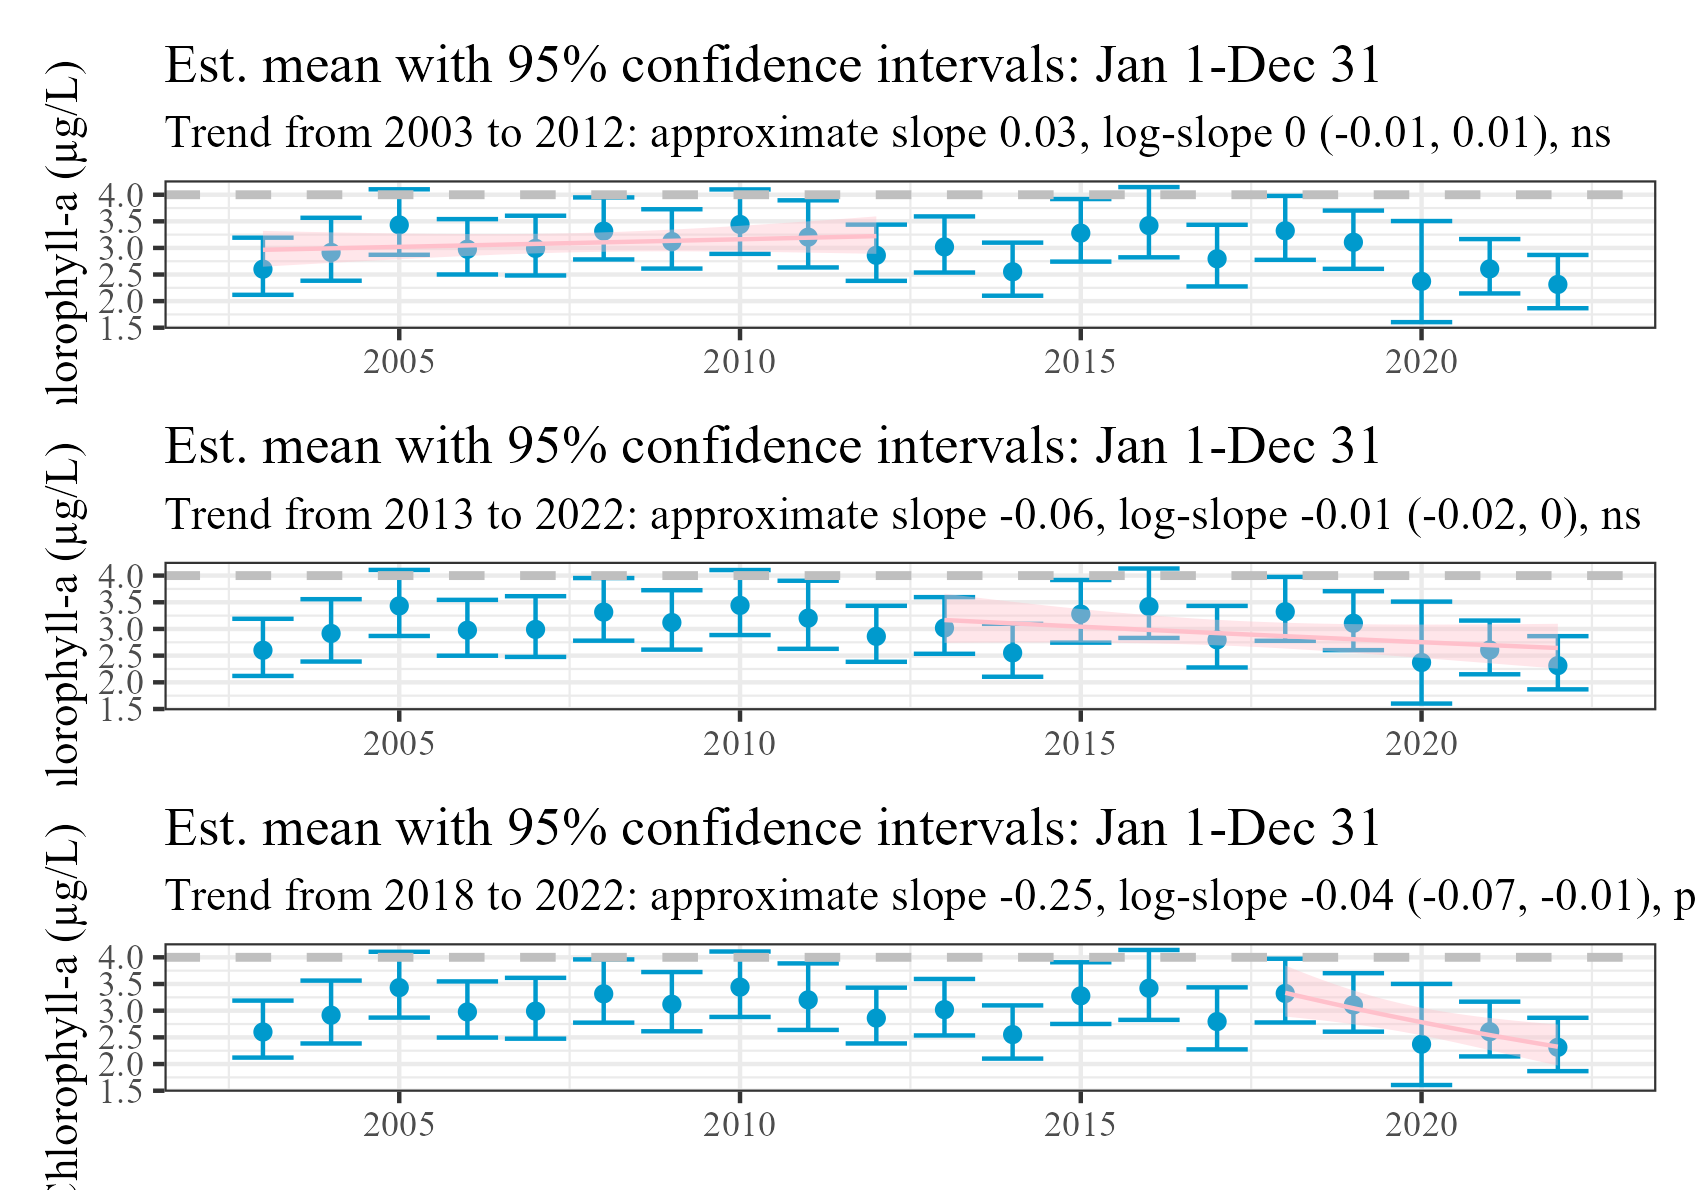 Est. mean with 95% confidence intervals: Jan 1-Dec 31
Trend from 2003 to 2012: approximate slope 0.03, log-slope 0 (-0.01, 0.01), ns
lorophyll-a (µg/L)
4.0
3.5
3.0
2.5
2.0
1.5
2005 2010 2015 2020
Est. mean with 95% confidence intervals: Jan 1-Dec 31
Trend from 2013 to 2022: approximate slope -0.06, log-slope -0.01 (-0.02, 0), ns
lorophyll-a (µg/L)
4.0
3.5
3.0
2.5
2.0
1.5
2005 2010 2015 2020
Est. mean with 95% confidence intervals: Jan 1-Dec 31
Trend from 2018 to 2022: approximate slope -0.25, log-slope -0.04 (-0.07, -0.01), p
Chlorophyll-a (µg/L)
4.0
3.5
3.0
2.5
2.0
1.5
2005 2010 2015 2020